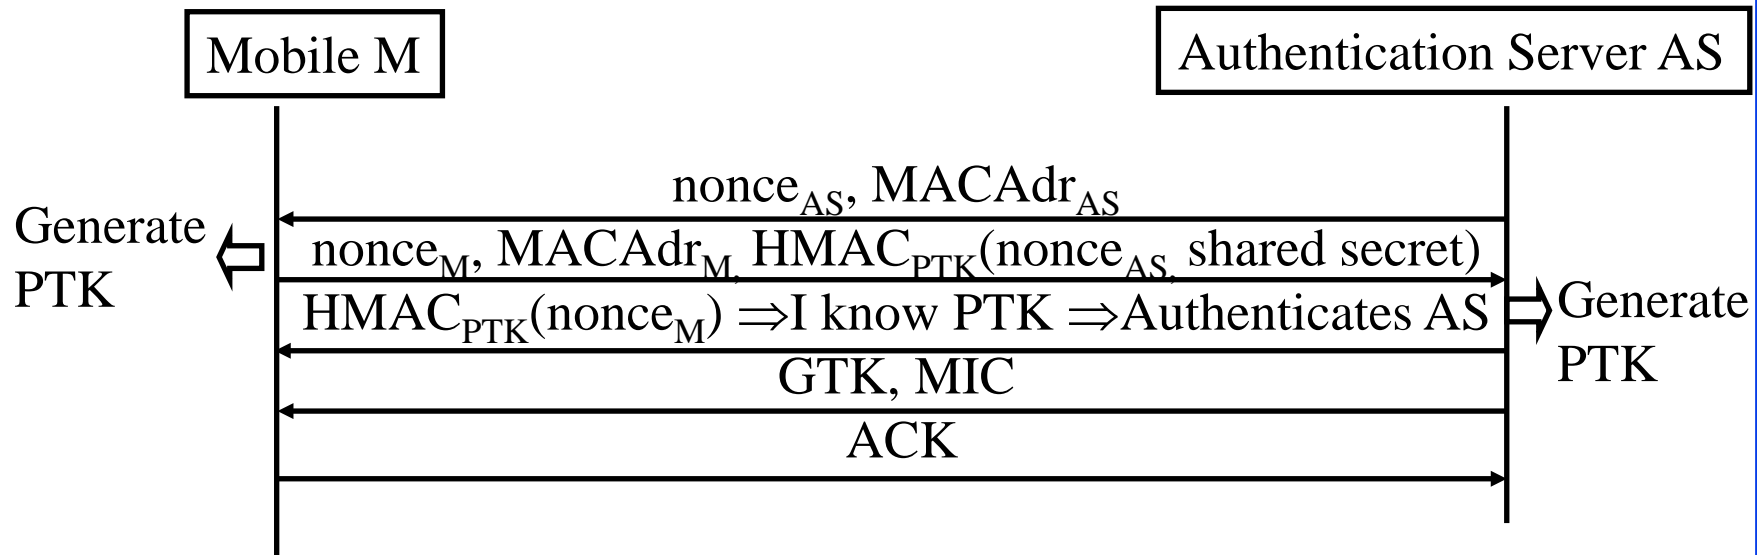 Mobile M
Authentication Server AS
nonceAS, MACAdrAS
Generate
PTK
nonceM, MACAdrM, HMACPTK(nonceAS, shared secret)
HMACPTK(nonceM) ⇒I know PTK ⇒Authenticates AS
Generate
PTK
GTK, MIC
ACK